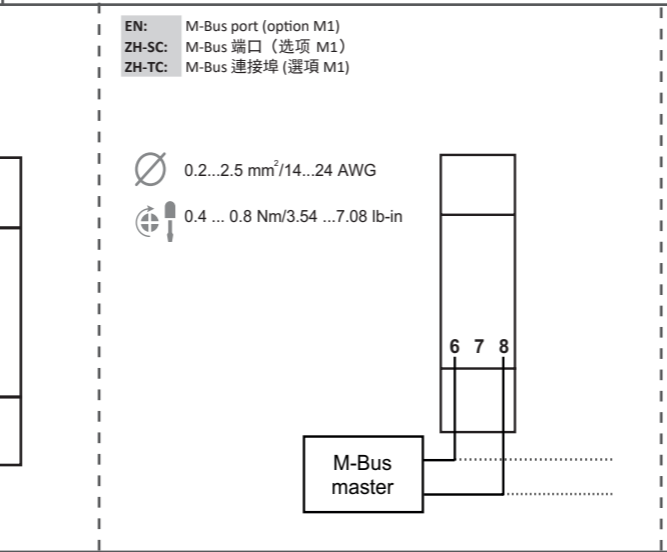 EN: M-Bus port (option M1)
ZH-SC: M-Bus 端口（选项 M1）
ZH-TC: M-Bus 連接埠 (選項 M1)
0.2...2.5 mm²/14...24 AWG
0.4 ... 0.8 Nm/3.54 ...7.08 lb-in
6 7 8
M-Bus
master